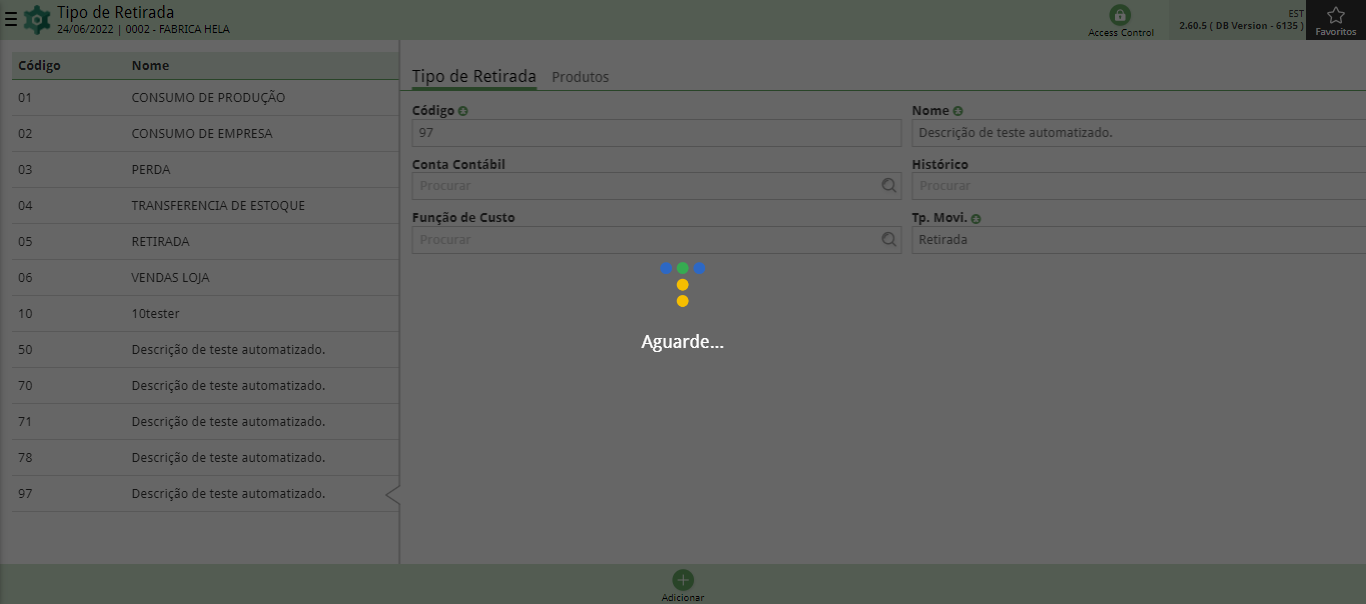 Tipo de Retirada
24/06/2022 | 0002 - FABRICA HELA
Access Control
EST
2.60.5 ( DB Version - 6135 )
Favoritos
Código Nome
01 CONSUMO DE PRODUÇÃO
02 CONSUMO DE EMPRESA
03 PERDA
04 TRANSFERENCIA DE ESTOQUE
05 RETIRADA
06 VENDAS LOJA
10 10tester
50 Descrição de teste automatizado.
70 Descrição de teste automatizado.
71 Descrição de teste automatizado.
78 Descrição de teste automatizado.
97 Descrição de teste automatizado.
Tipo de Retirada Produtos
Código Nome
97 Descrição de teste automatizado.
Conta Contábil Histórico
Procurar Procurar
Função de Custo Tp. Movi.
Procurar Retirada
Aguarde...
Adicionar